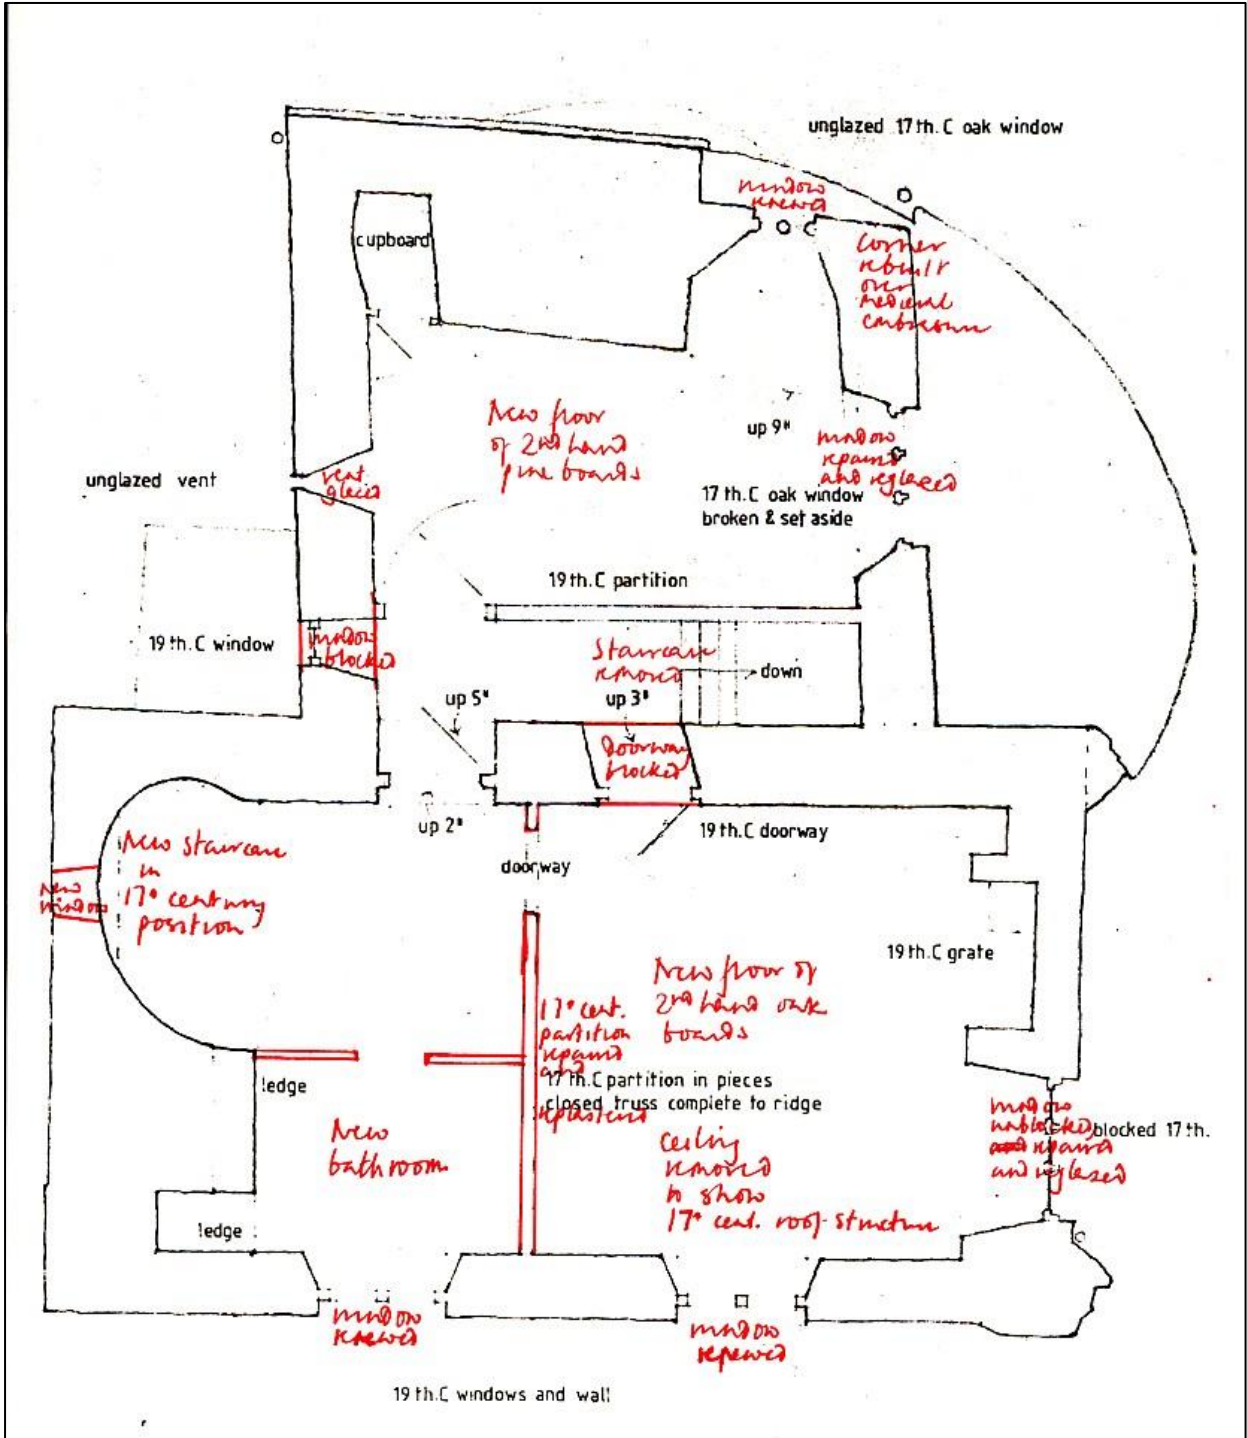 unglazed 17th.C oak window
window
renewed
cupboard
Corner
rebuilt
over
medieval
New floor
of 2nd hand
pine boards
up 9"
window
repaired
and reglazed
unglazed vent
vent
glazed
17th.C oak window
broken & set aside
19th.C partition
19th.C window
window
blocked
Staircase
removed
down
up 5"
up 3"
Doorway
blocked
up 2"
19th.C doorway
doorway
New staircase
in
17th century
position
New
window
19th.C grate
New floor of
2nd hand oak
boards
17th cent.
partition
repaired
and
replastered
17th.C partition in pieces
closed truss complete to ridge
ledge
New
bathroom
ceiling
removed
to show
17th cent. roof-structure
window
unblocked,
and repaired
and reglazed
blocked 17th.
ledge
window
renewed
window
renewed
19th.C windows and wall